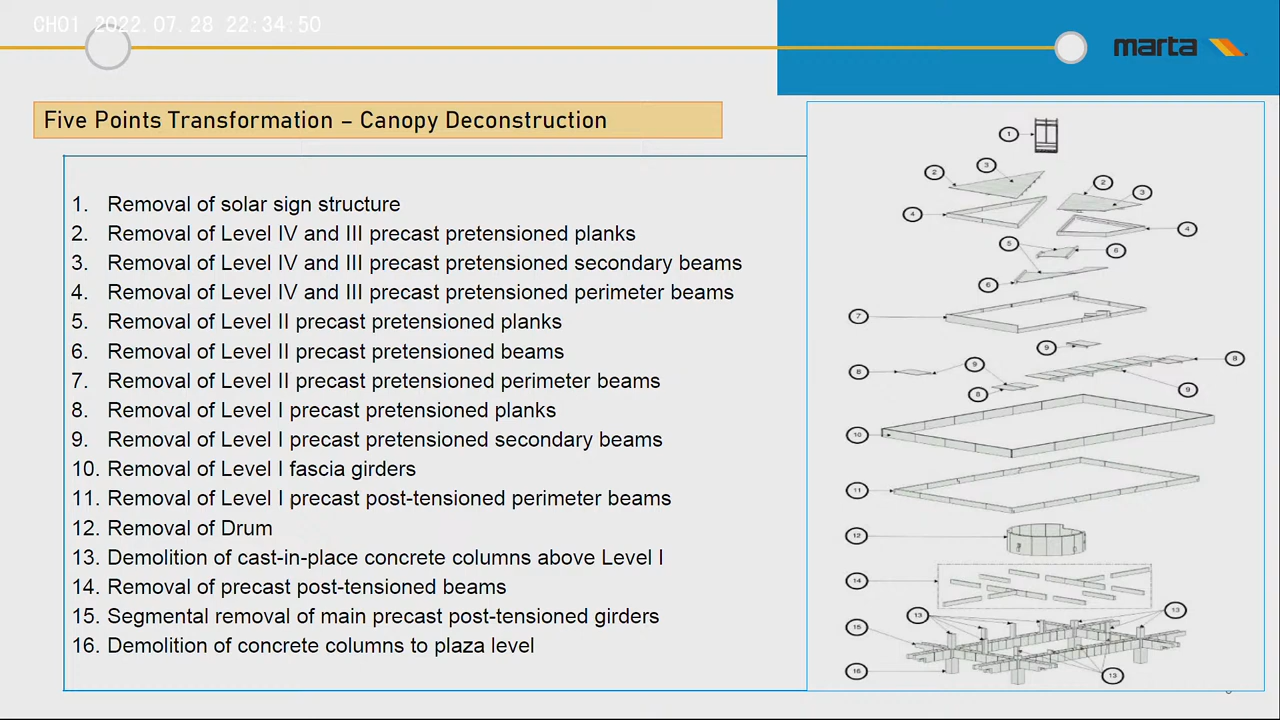 CH01 2022.07.28 22:34:50
marta
Five Points Transformation – Canopy Deconstruction
1. Removal of solar sign structure
2. Removal of Level IV and III precast pretensioned planks
3. Removal of Level IV and III precast pretensioned secondary beams
4. Removal of Level IV and III precast pretensioned perimeter beams
5. Removal of Level II precast pretensioned planks
6. Removal of Level II precast pretensioned beams
7. Removal of Level II precast pretensioned perimeter beams
8. Removal of Level I precast pretensioned planks
9. Removal of Level I precast pretensioned secondary beams
10. Removal of Level I fascia girders
11. Removal of Level I precast post-tensioned perimeter beams
12. Removal of Drum
13. Demolition of cast-in-place concrete columns above Level I
14. Removal of precast post-tensioned beams
15. Segmental removal of main precast post-tensioned girders
16. Demolition of concrete columns to plaza level
1
3
2
2
3
4
4
5
6
6
7
9
8
9
8
8
9
10
11
12
14
13
13
15
16
13